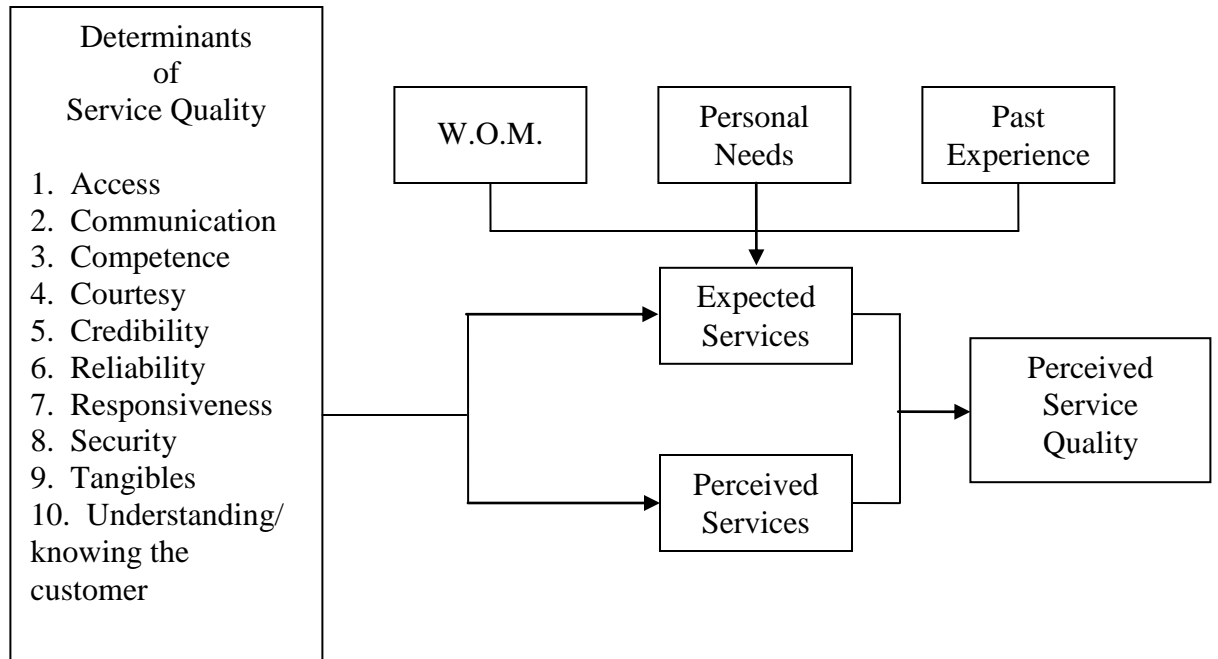 Determinants
of
Service Quality
1. Access
2. Communication
3. Competence
4. Courtesy
5. Credibility
6. Reliability
7. Responsiveness
8. Security
9. Tangibles
10. Understanding/
knowing the
customer
W.O.M.
Personal
Needs
Past
Experience
Expected
Services
Perceived
Services
Perceived
Service
Quality